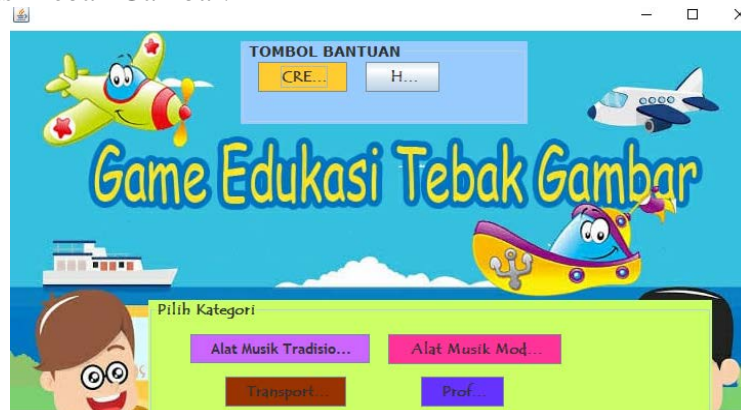 TOMBOL BANTUAN
CRE... H...
Game Edukasi Tebak Gambar
Pilih Kategori
Alat Musik Tradisio... Alat Musik Mod...
Transport... Prof...